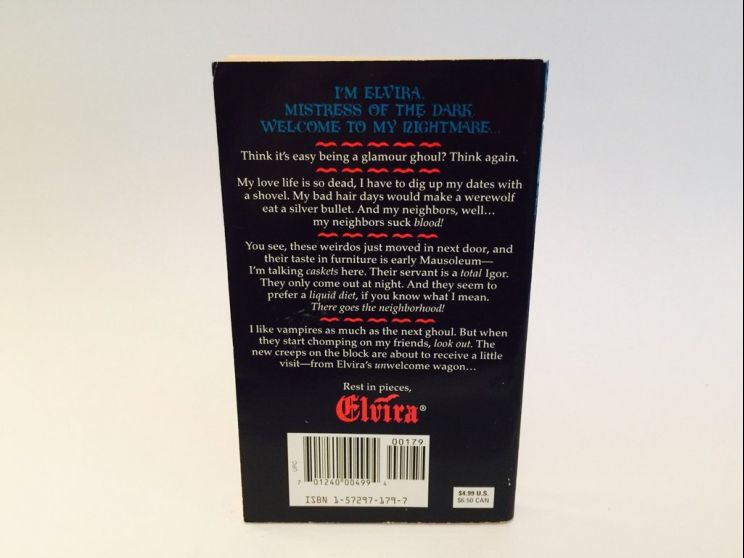 I'M ELVIRA.
MISTRESS OF THE DARK.
WELCOME TO MY NIGHTMARE...
Think it's easy being a glamour ghoul? Think again.
My love life is so dead, I have to dig up my dates with
a shovel. My bad hair days would make a werewolf
eat a silver bullet. And my neighbors, well...
my neighbors suck blood!
You see, these weirdos just moved in next door, and
their taste in furniture is early Mausoleum—
I'm talking caskets here. Their servant is a total Igor.
They only come out at night. And they seem to
prefer a liquid diet, if you know what I mean.
There goes the neighborhood!
I like vampires as much as the next ghoul. But when
they start chomping on my friends, look out. The
new creeps on the block are about to receive a little
visit—from Elvira's unwelcome wagon...
Rest in pieces,
Elvira®
00179
UPC
7 01240 00499 4
ISBN 1-57297-179-7
$4.99 U.S.
$6.50 CAN